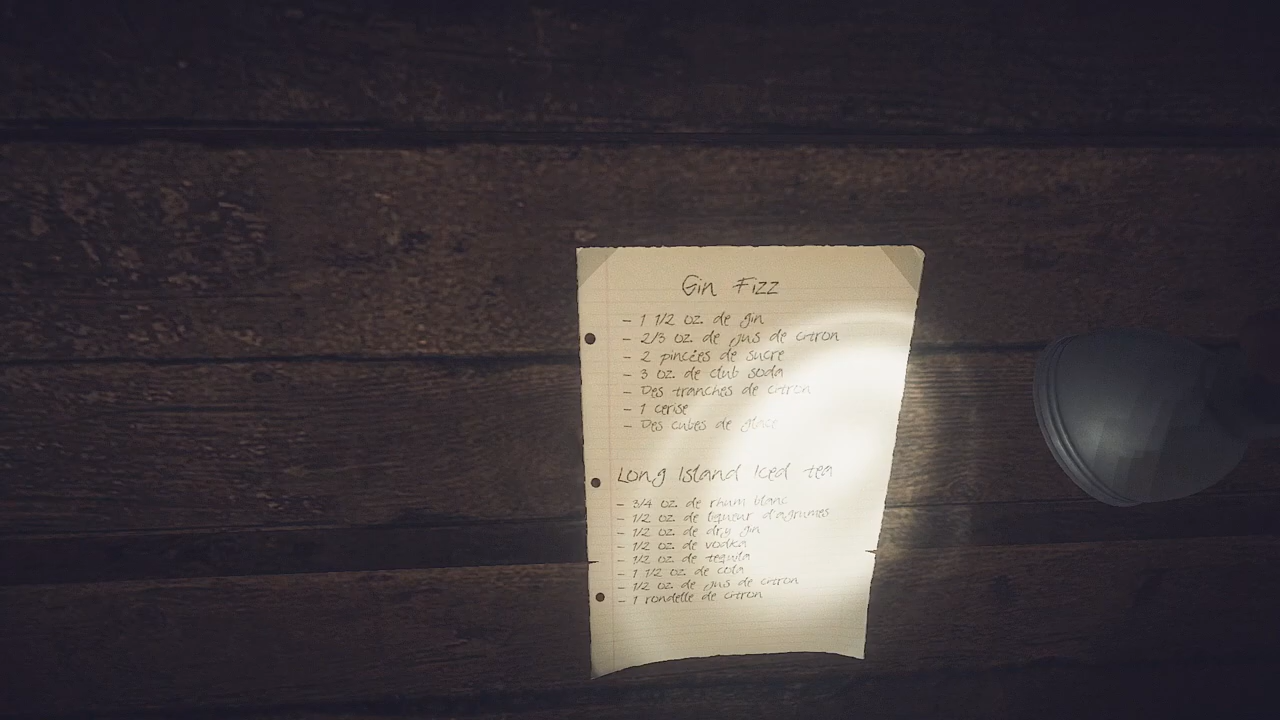 Gin Fizz
- 1 1/2 oz. de gin
- 2/3 oz. de jus de citron
- 2 pincées de sucre
- 3 oz. de club soda
- Des tranches de citron
- 1 cerise
- Des cubes de glace
Long Island Iced tea
- 3/4 oz. de rhum blanc
- 1/2 oz. de liqueur d'agrumes
- 1/2 oz. de dry gin
- 1/2 oz. de vodka
- 1/2 oz. de tequila
- 1 1/2 oz. de cola
- 1/2 oz. de jus de citron
- 1 rondelle de citron